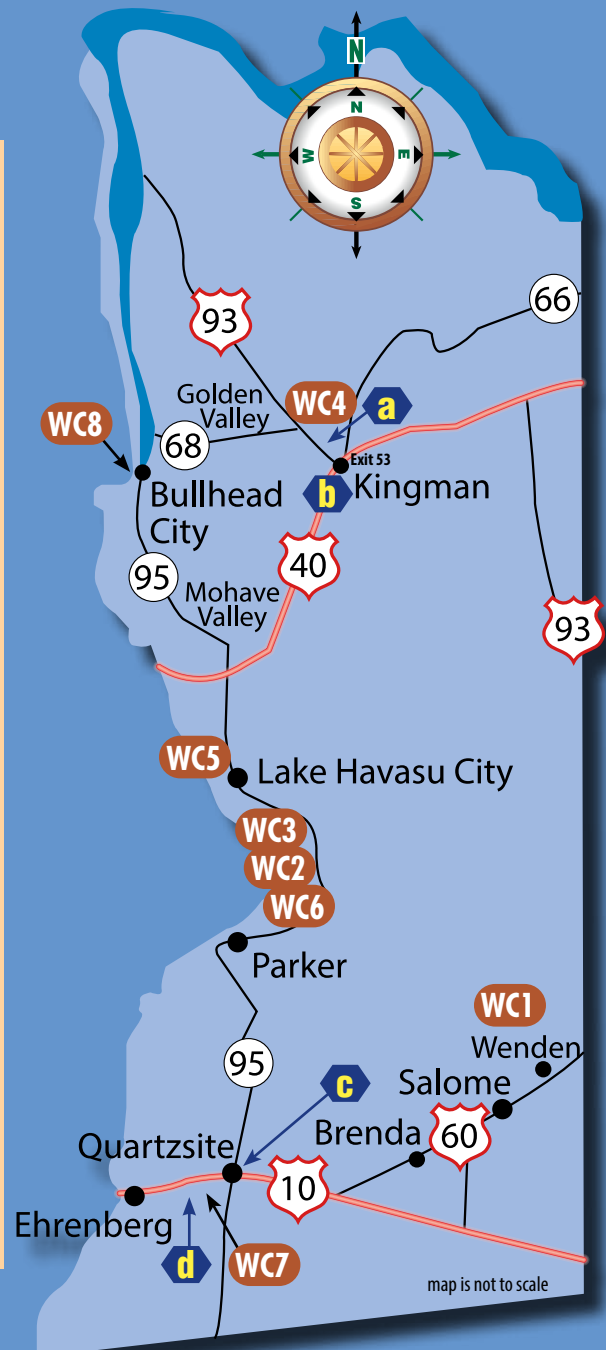 N
N
W
E
S
93
66
Golden
Valley
WC4
a
WC8
68
Exit 53
Bullhead
City
b
Kingman
40
95
Mohave
Valley
93
WC5
Lake Havasu City
WC3
WC2
WC6
Parker
WC1
Wenden
95
c
Salome
Brenda
60
Quartzsite
10
Ehrenberg
d
WC7
map is not to scale